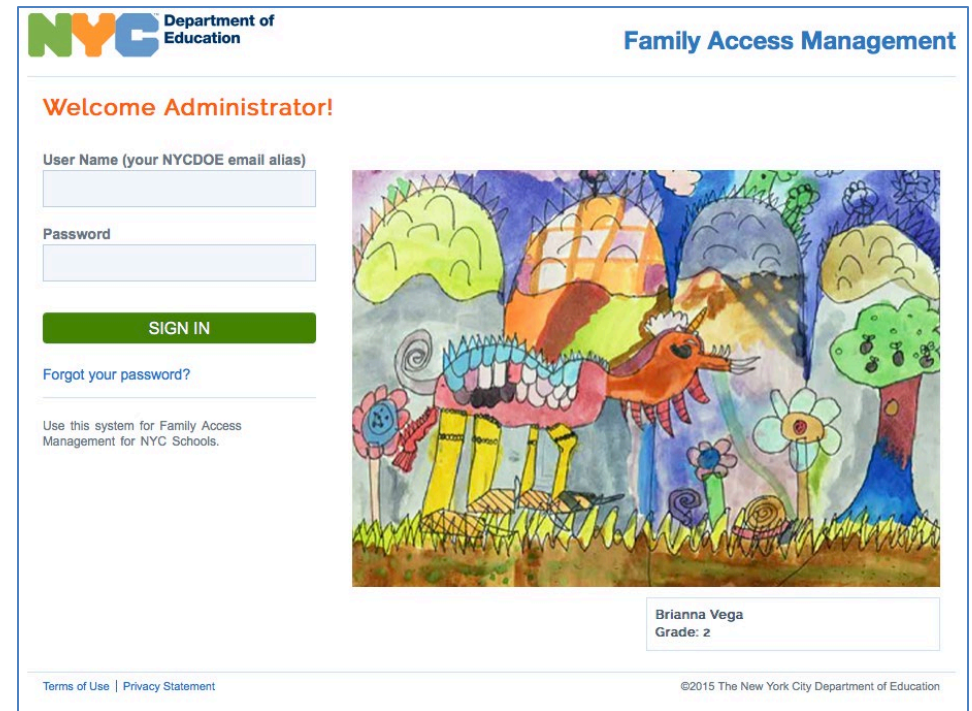 NYC Department of
Education
Family Access Management
Welcome Administrator!
User Name (your NYCDOE email alias)
Password
SIGN IN
Forgot your password?
Use this system for Family Access
Management for NYC Schools.
Brianna Vega
Grade: 2
Terms of Use | Privacy Statement
©2015 The New York City Department of Education